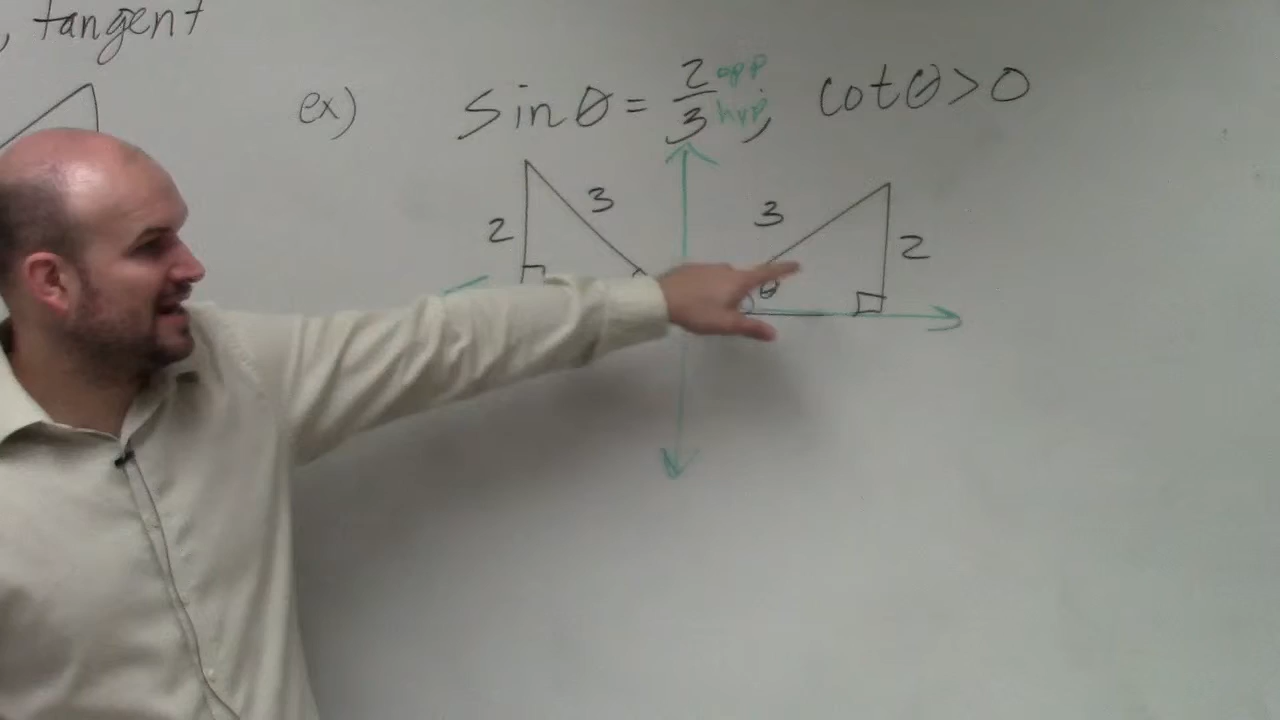 , tangent
ex) sin θ = 2/3 opp/hyp; cot θ > 0
2 3 3 2
θ